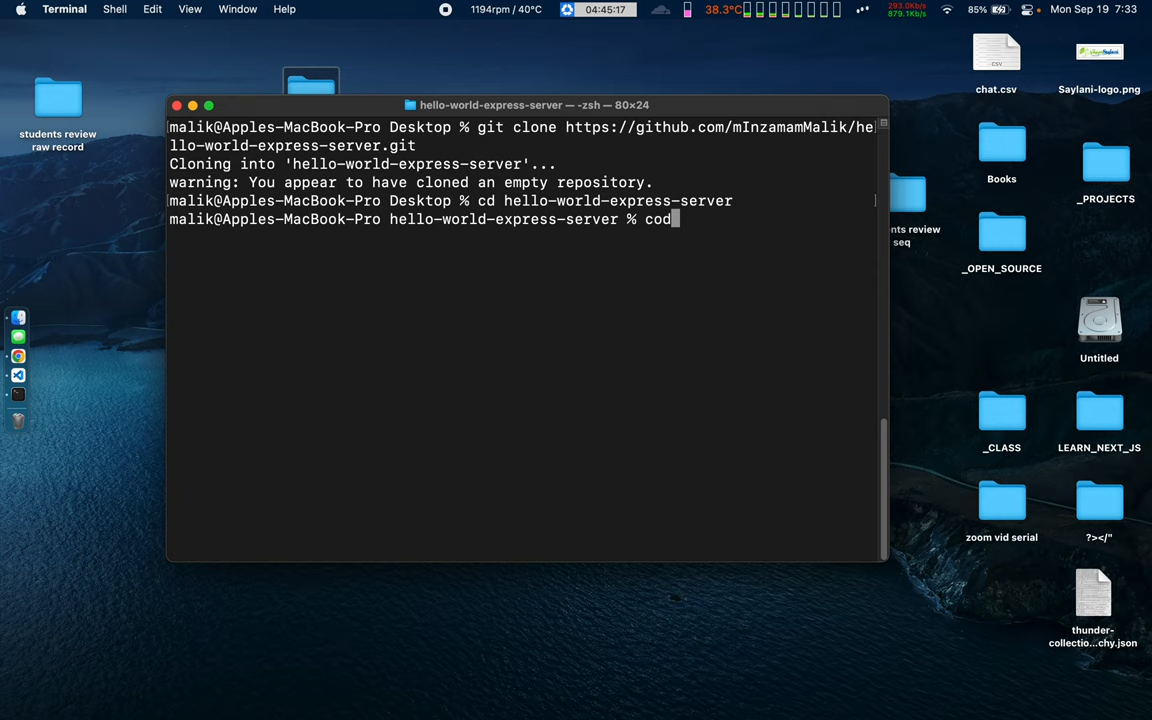 Terminal Shell Edit View Window Help 1194rpm / 40°C 04:45:17 38.3°C 293.0Kb/s 879.1Kb/s 85% Mon Sep 19 7:33
students review
raw record
hello-world-express-server — -zsh — 80×24
malik@Apples-MacBook-Pro Desktop % git clone https://github.com/mInzamamMalik/he
llo-world-express-server.git
Cloning into 'hello-world-express-server'...
warning: You appear to have cloned an empty repository.
malik@Apples-MacBook-Pro Desktop % cd hello-world-express-server
malik@Apples-MacBook-Pro hello-world-express-server % cod
CSV
chat.csv
Saylani-logo.png
Books
_PROJECTS
nts review
seq
_OPEN_SOURCE
Untitled
_CLASS
LEARN_NEXT_JS
zoom vid serial
?></"
thunder-
collectio...chy.json